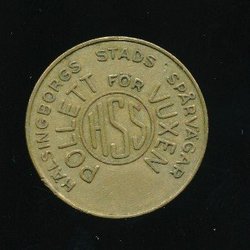 HÄLSINGBORGS STADS SPÅRVÄGAR
POLLETT FÖR VUXEN
HSS